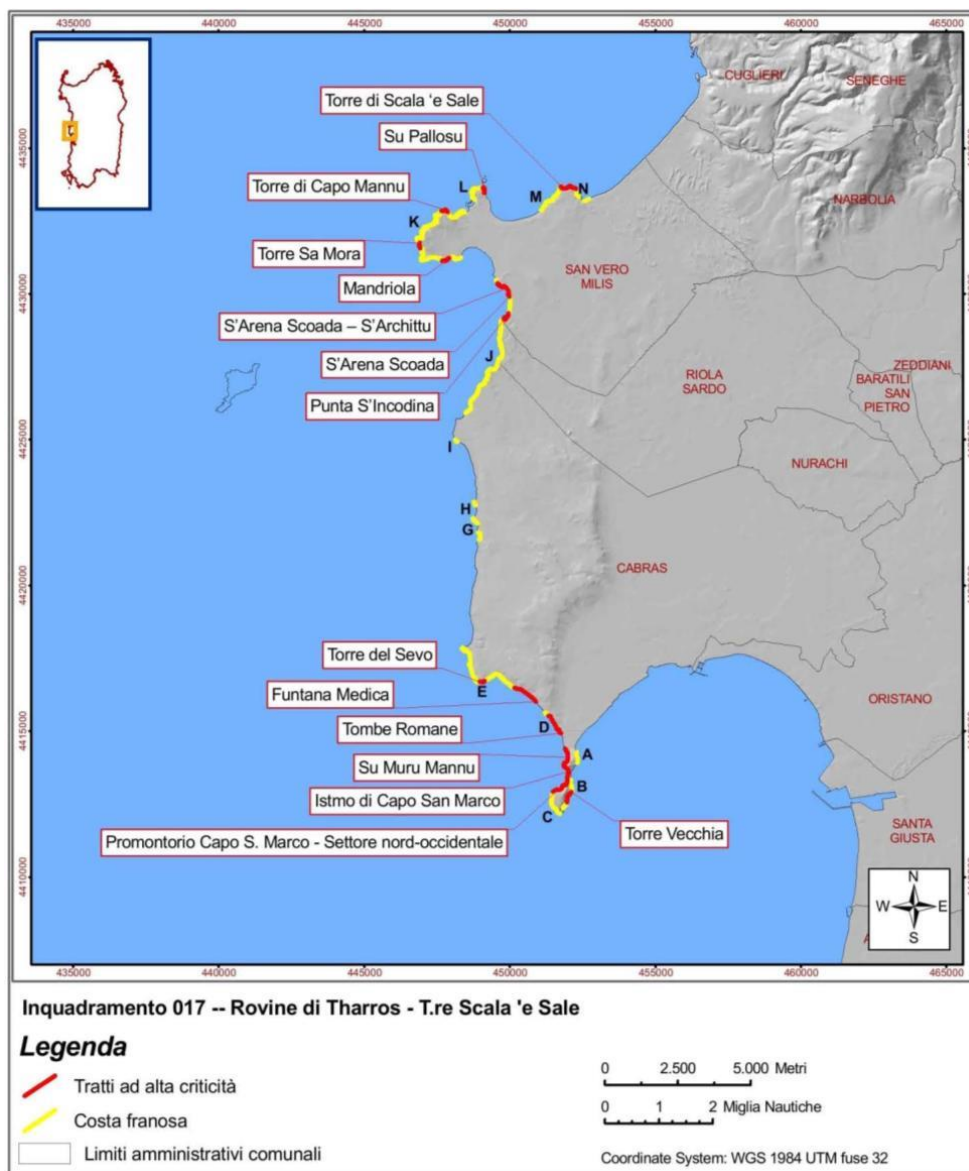 435000 440000 445000 450000 455000 460000 465000
CUGLIERI
SENEGHE
Torre di Scala 'e Sale
Su Pallosu
4435000
Torre di Capo Mannu
L
M
N
NARBOLIA
K
Torre Sa Mora
SAN VERO
MILIS
Mandriola
4430000
S'Arena Scoada – S'Archittu
S'Arena Scoada
J
ZEDDIANI
RIOLA
SARDO
BARATILI
SAN
PIETRO
Punta S'Incodina
4425000
I
NURACHI
H
G
CABRAS
4420000
Torre del Sevo
E
Funtana Medica
ORISTANO
D
Tombe Romane
4415000
A
Su Muru Mannu
B
Istmo di Capo San Marco
C
Promontorio Capo S. Marco - Settore nord-occidentale
Torre Vecchia
SANTA
GIUSTA
4410000
N
W E
S
435000 440000 445000 450000 455000 460000 465000
Inquadramento 017 -- Rovine di Tharros - T.re Scala 'e Sale
Legenda
Tratti ad alta criticità
Costa franosa
Limiti amministrativi comunali
0 2.500 5.000 Metri
0 1 2 Miglia Nautiche
Coordinate System: WGS 1984 UTM fuse 32